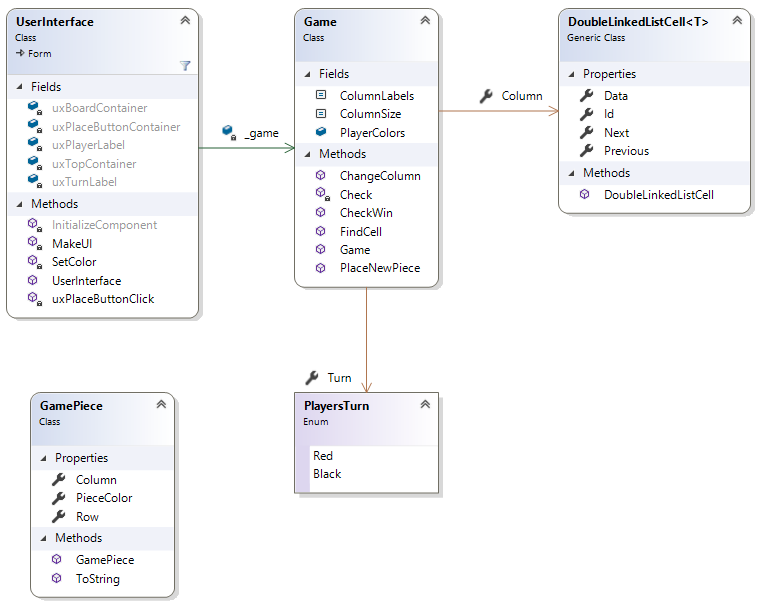 UserInterface
Class
Form
Fields
uxBoardContainer
uxPlaceButtonContainer
uxPlayerLabel
uxTopContainer
uxTurnLabel
Methods
InitializeComponent
MakeUI
SetColor
UserInterface
uxPlaceButtonClick
_game
Game
Class
Fields
ColumnLabels
ColumnSize
PlayerColors
Methods
ChangeColumn
Check
CheckWin
FindCell
Game
PlaceNewPiece
Column
DoubleLinkedListCell<T>
Generic Class
Properties
Data
Id
Next
Previous
Methods
DoubleLinkedListCell
Turn
GamePiece
Class
Properties
Column
PieceColor
Row
Methods
GamePiece
ToString
PlayersTurn
Enum
Red
Black